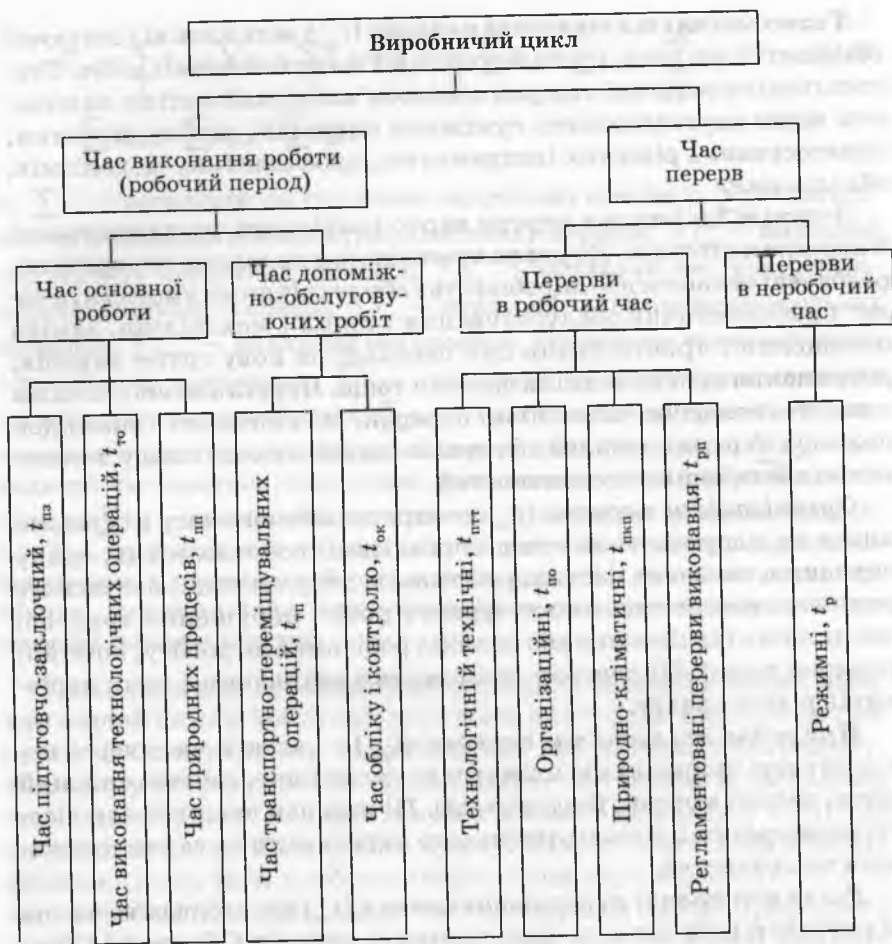 Виробничий цикл
Час виконання роботи
(робочий період)
Час
перерв
Час основної
роботи
Час допоміж-
но-обслугову-
ючих робіт
Перерви
в робочий час
Перерви
в неробочий
час
Час підготовчо-заключний, tпз
Час виконання технологічних операцій, tто
Час природних процесів, tпп
Час транспортно-переміщувальних
операцій, tтп
Час обліку і контролю, tок
Технологічні й технічні, tптт
Організаційні, tпо
Природно-кліматичні, tпкп
Регламентовані перерви виконавця, tрп
Режимні, tр